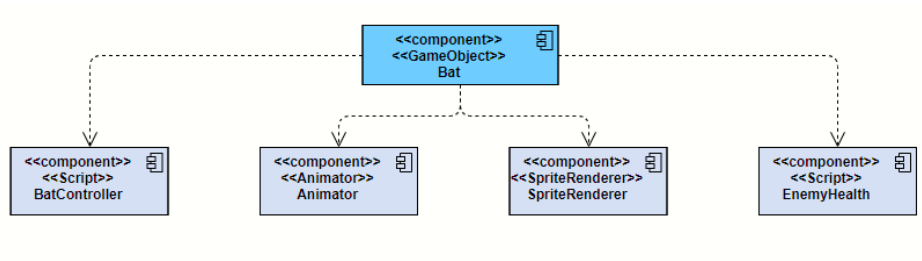 <<component>>
<<GameObject>>
Bat
<<component>>
<<Script>>
BatController
<<component>>
<<Animator>>
Animator
<<component>>
<<SpriteRenderer>>
SpriteRenderer
<<component>>
<<Script>>
EnemyHealth